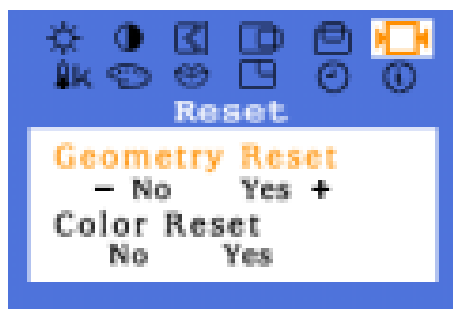 k
Reset
Geometry Reset
- No Yes +
Color Reset
No Yes